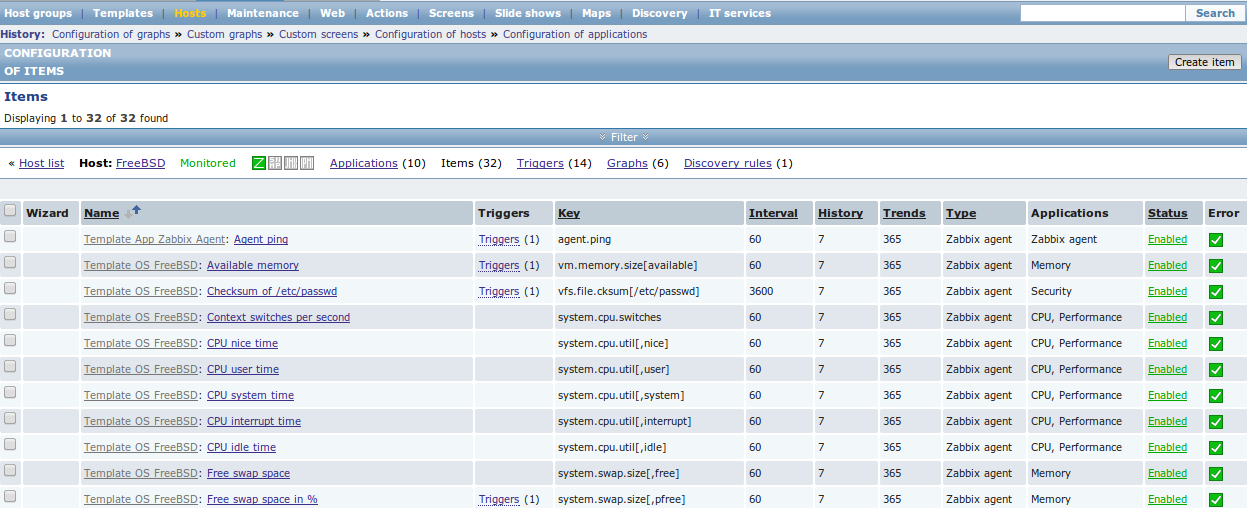 Host groups | Templates | Hosts | Maintenance | Web | Actions | Screens | Slide shows | Maps | Discovery | IT services Search
History: Configuration of graphs » Custom graphs » Custom screens » Configuration of hosts » Configuration of applications
CONFIGURATION
OF ITEMS
Create item
Items
Displaying 1 to 32 of 32 found
Filter
« Host list Host: FreeBSD Monitored Applications (10) Items (32) Triggers (14) Graphs (6) Discovery rules (1)
Wizard Name Triggers Key Interval History Trends Type Applications Status Error
Template App Zabbix Agent: Agent ping Triggers (1) agent.ping 60 7 365 Zabbix agent Zabbix agent Enabled
Template OS FreeBSD: Available memory Triggers (1) vm.memory.size[available] 60 7 365 Zabbix agent Memory Enabled
Template OS FreeBSD: Checksum of /etc/passwd Triggers (1) vfs.file.cksum[/etc/passwd] 3600 7 365 Zabbix agent Security Enabled
Template OS FreeBSD: Context switches per second system.cpu.switches 60 7 365 Zabbix agent CPU, Performance Enabled
Template OS FreeBSD: CPU nice time system.cpu.util[,nice] 60 7 365 Zabbix agent CPU, Performance Enabled
Template OS FreeBSD: CPU user time system.cpu.util[,user] 60 7 365 Zabbix agent CPU, Performance Enabled
Template OS FreeBSD: CPU system time system.cpu.util[,system] 60 7 365 Zabbix agent CPU, Performance Enabled
Template OS FreeBSD: CPU interrupt time system.cpu.util[,interrupt] 60 7 365 Zabbix agent CPU, Performance Enabled
Template OS FreeBSD: CPU idle time system.cpu.util[,idle] 60 7 365 Zabbix agent CPU, Performance Enabled
Template OS FreeBSD: Free swap space system.swap.size[,free] 60 7 365 Zabbix agent Memory Enabled
Template OS FreeBSD: Free swap space in % Triggers (1) system.swap.size[,pfree] 60 7 365 Zabbix agent Memory Enabled